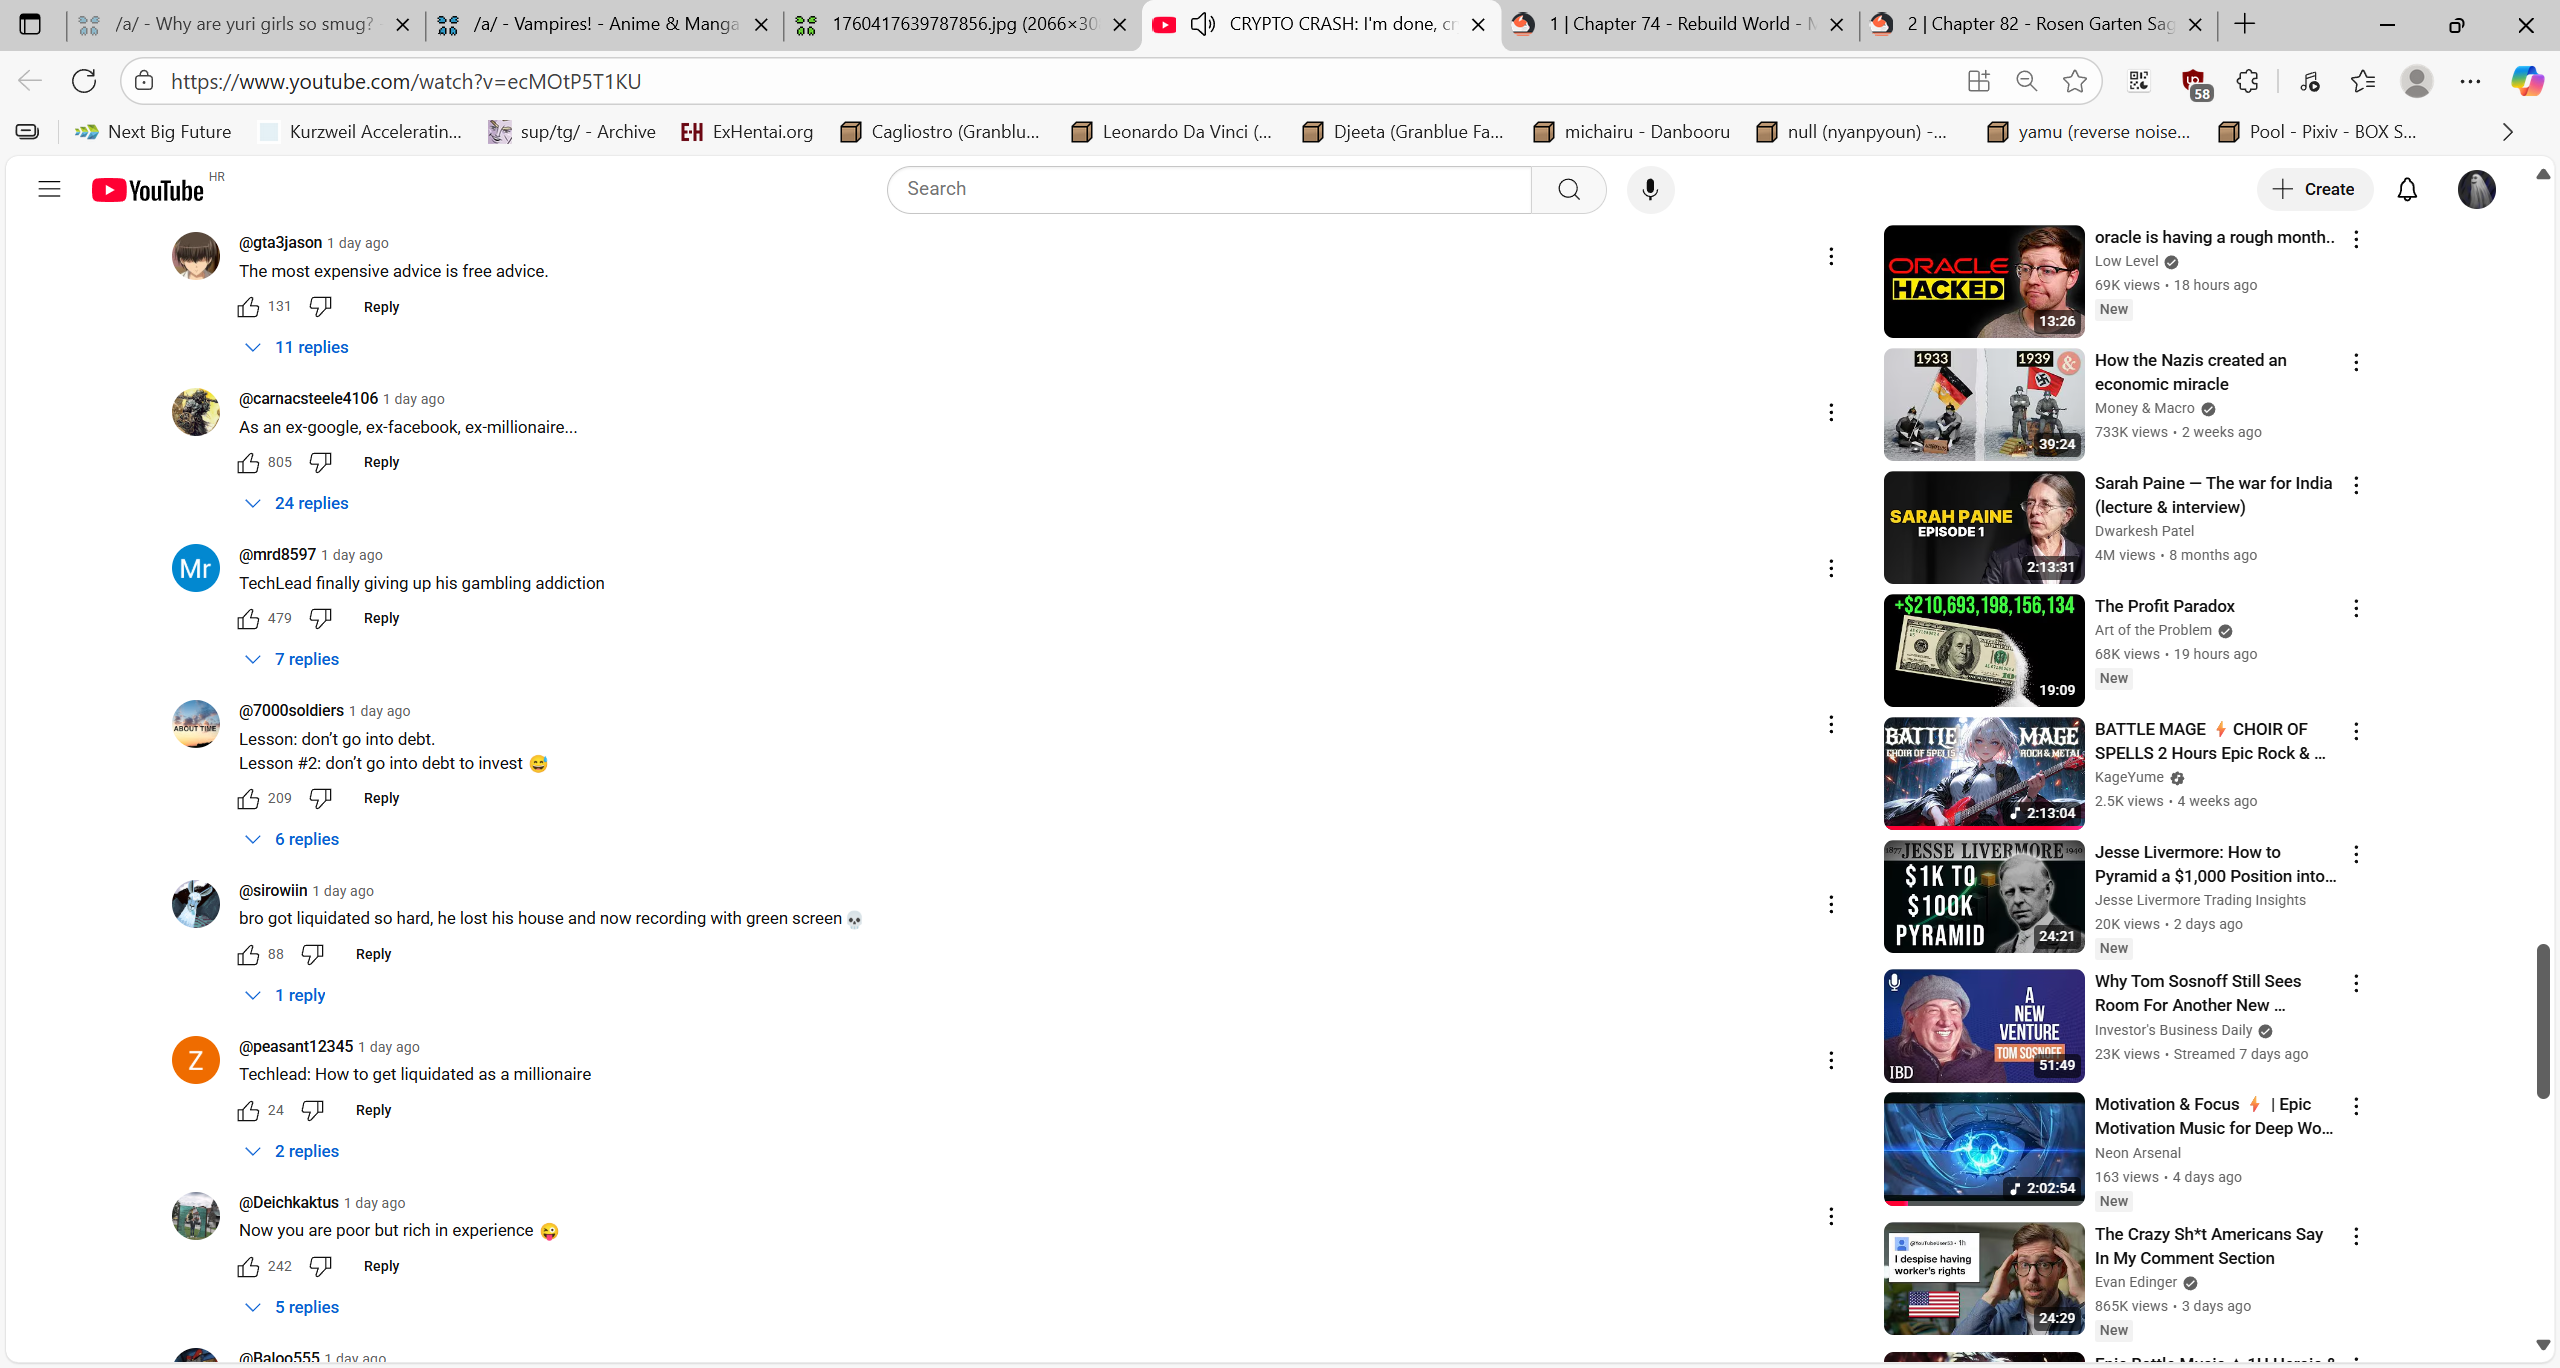 /a/ - Why are yuri girls so smug? -
/a/ - Vampires! - Anime & Manga
1760417639787856.jpg (2066×30
CRYPTO CRASH: I'm done, cr
1 | Chapter 74 - Rebuild World - M
2 | Chapter 82 - Rosen Garten Sag
https://www.youtube.com/watch?v=ecMOtP5T1KU
58
Next Big Future
Kurzweil Acceleratin...
sup/tg/ - Archive
ExHentai.org
Cagliostro (Granblu...
Leonardo Da Vinci (...
Djeeta (Granblue Fa...
michairu - Danbooru
null (nyanpyoun) -...
yamu (reverse noise...
Pool - Pixiv - BOX S...
YouTube HR
Search
Create
@gta3jason 1 day ago
The most expensive advice is free advice.
131 Reply
11 replies
@carnacsteele4106 1 day ago
As an ex-google, ex-facebook, ex-millionaire...
805 Reply
24 replies
Mr
@mrd8597 1 day ago
TechLead finally giving up his gambling addiction
479 Reply
7 replies
ABOUT TIME
@7000soldiers 1 day ago
Lesson: don’t go into debt.
Lesson #2: don’t go into debt to invest 😅
209 Reply
6 replies
@sirowiin 1 day ago
bro got liquidated so hard, he lost his house and now recording with green screen 💀
88 Reply
1 reply
Z
@peasant12345 1 day ago
Techlead: How to get liquidated as a millionaire
24 Reply
2 replies
@Deichkaktus 1 day ago
Now you are poor but rich in experience 😜
242 Reply
5 replies
@Baloo555 1 day ago
ORACLE
HACKED
13:26
oracle is having a rough month..
Low Level
69K views • 18 hours ago
New
1933
1939
&
39:24
How the Nazis created an
economic miracle
Money & Macro
733K views • 2 weeks ago
SARAH PAINE
EPISODE 1
2:13:31
Sarah Paine — The war for India
(lecture & interview)
Dwarkesh Patel
4M views • 8 months ago
+$210,693,198,156,134
19:09
The Profit Paradox
Art of the Problem
68K views • 19 hours ago
New
BATTLE MAGE
CHOIR OF SPELLS ROCK & METAL
2:13:04
BATTLE MAGE ⚡ CHOIR OF
SPELLS 2 Hours Epic Rock & ...
KageYume
2.5K views • 4 weeks ago
1877 JESSE LIVERMORE 1940
$1K TO
$100K
PYRAMID
24:21
Jesse Livermore: How to
Pyramid a $1,000 Position into...
Jesse Livermore Trading Insights
20K views • 2 days ago
New
A
NEW
VENTURE
TOM SOSNOFF
IBD
51:49
Why Tom Sosnoff Still Sees
Room For Another New ...
Investor's Business Daily
23K views • Streamed 7 days ago
2:02:54
Motivation & Focus ⚡ | Epic
Motivation Music for Deep Wo...
Neon Arsenal
163 views • 4 days ago
New
I despise having
worker's rights
24:29
The Crazy Sh*t Americans Say
In My Comment Section
Evan Edinger
865K views • 3 days ago
New